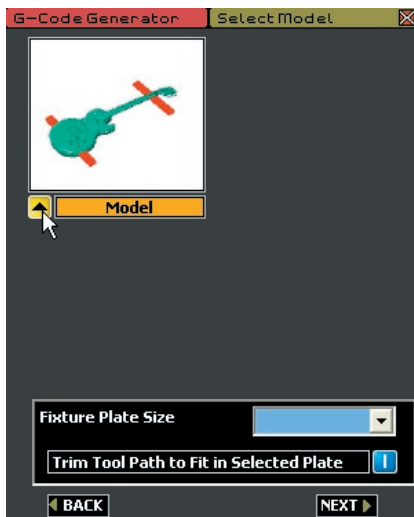 G-Code Generator
Select Model
Model
Fixture Plate Size
Trim Tool Path to Fit in Selected Plate
BACK
NEXT